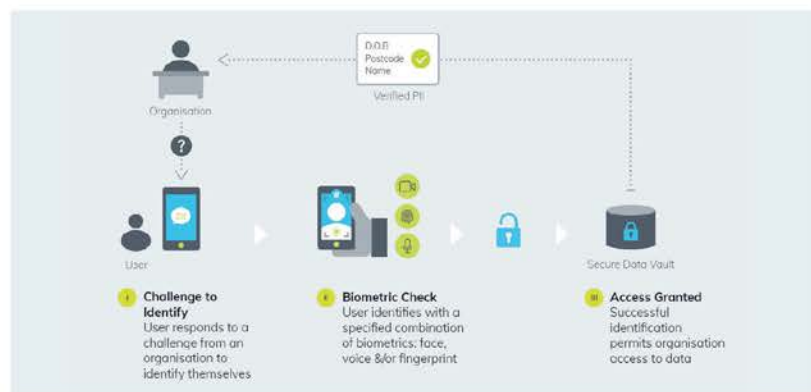 D.O.B
Postcode
Name
Verified PII
Organisation
?
User
Secure Data Vault
I Challenge to
Identify
User responds to a
challenge from an
organisation to
identify themselves
II Biometric Check
User identifies with a
specified combination
of biometrics: face,
voice &/or fingerprint
III Access Granted
Successful
identification
permits organisation
access to data